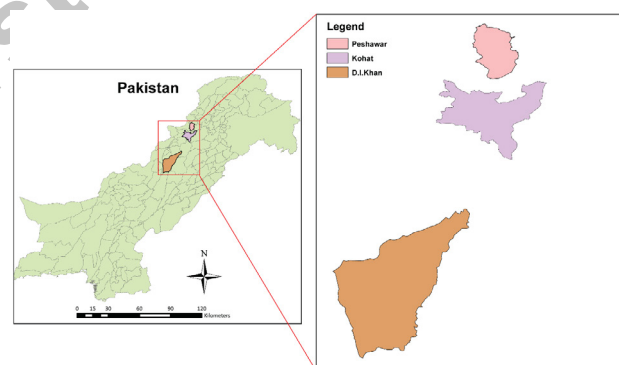 Pakistan
N
0 15 30 60 90 120
Kilometers
Legend
Peshawar
Kohat
D.I.Khan